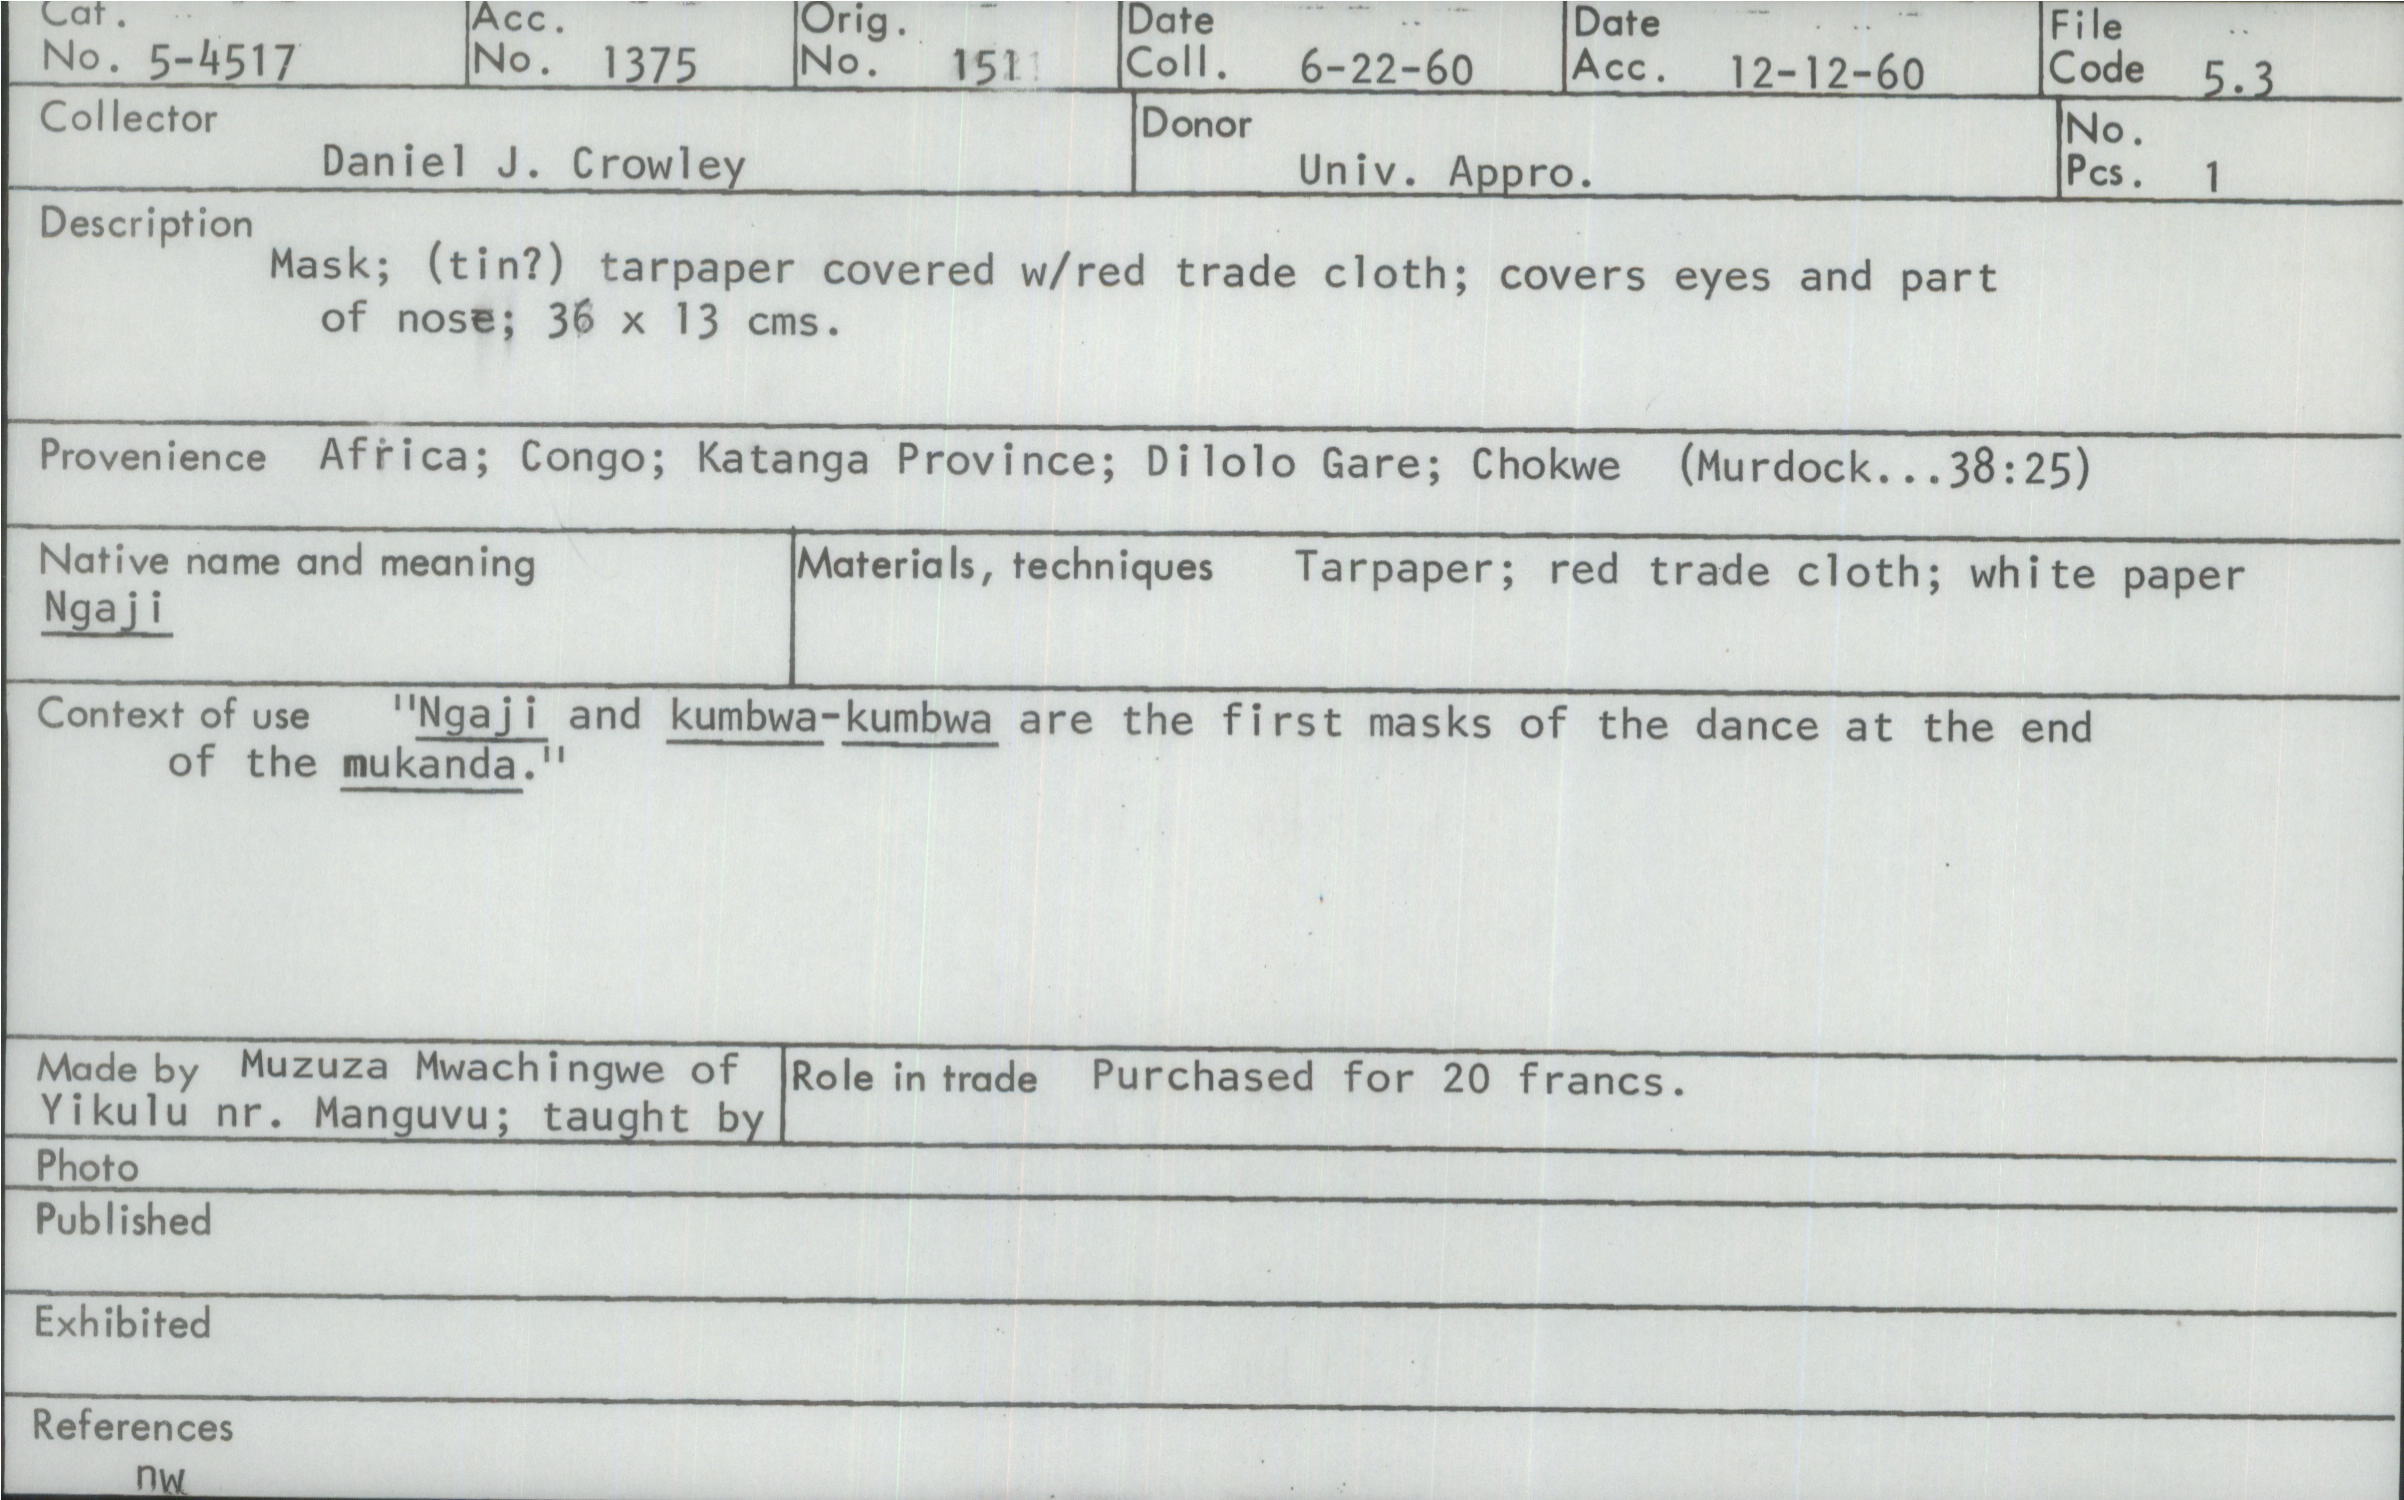 Cat. No. 5-4517 Acc. No. 1375 Orig. No. 151 Date Coll. 6-22-60 Date Acc. 12-12-60 File Code 5.3
Collector Daniel J. Crowley Donor Univ. Appro. No. Pcs. 1
Description
Mask; (tin?) tarpaper covered w/red trade cloth; covers eyes and part
of nose; 36 x 13 cms.
Provenience Africa; Congo; Katanga Province; Dilolo Gare; Chokwe (Murdock...38:25)
Native name and meaning
Ngaji
Materials, techniques Tarpaper; red trade cloth; white paper
Context of use "Ngaji and kumbwa-kumbwa are the first masks of the dance at the end
of the mukanda."
Made by Muzuza Mwachingwe of
Yikulu nr. Manguvu; taught by
Role in trade Purchased for 20 francs.
Photo
Published
Exhibited
References
nw